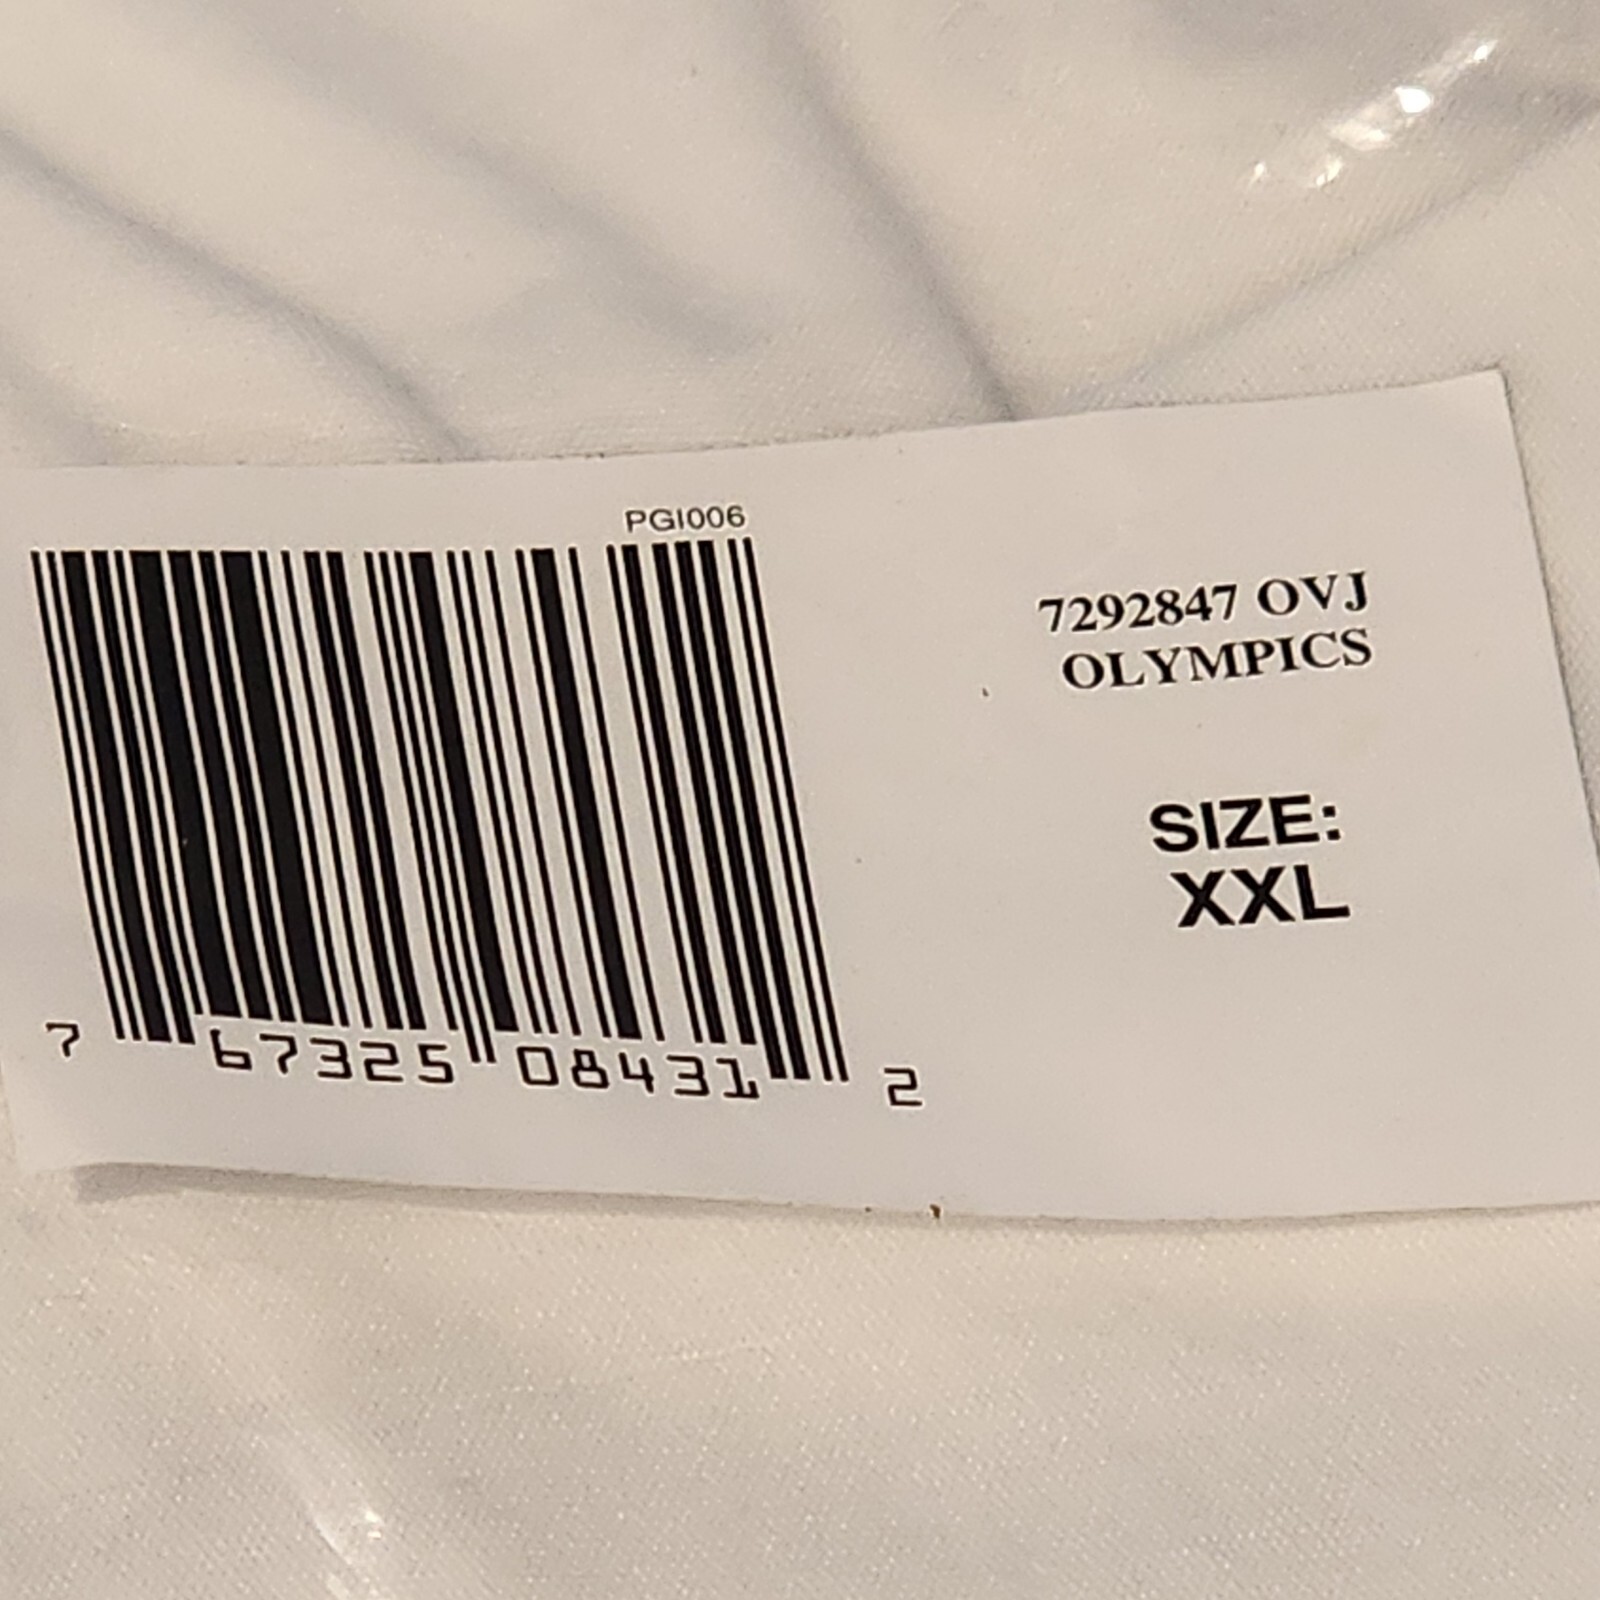 PGI006
7 67325 08431 2
7292847 OVJ
OLYMPICS
SIZE:
XXL